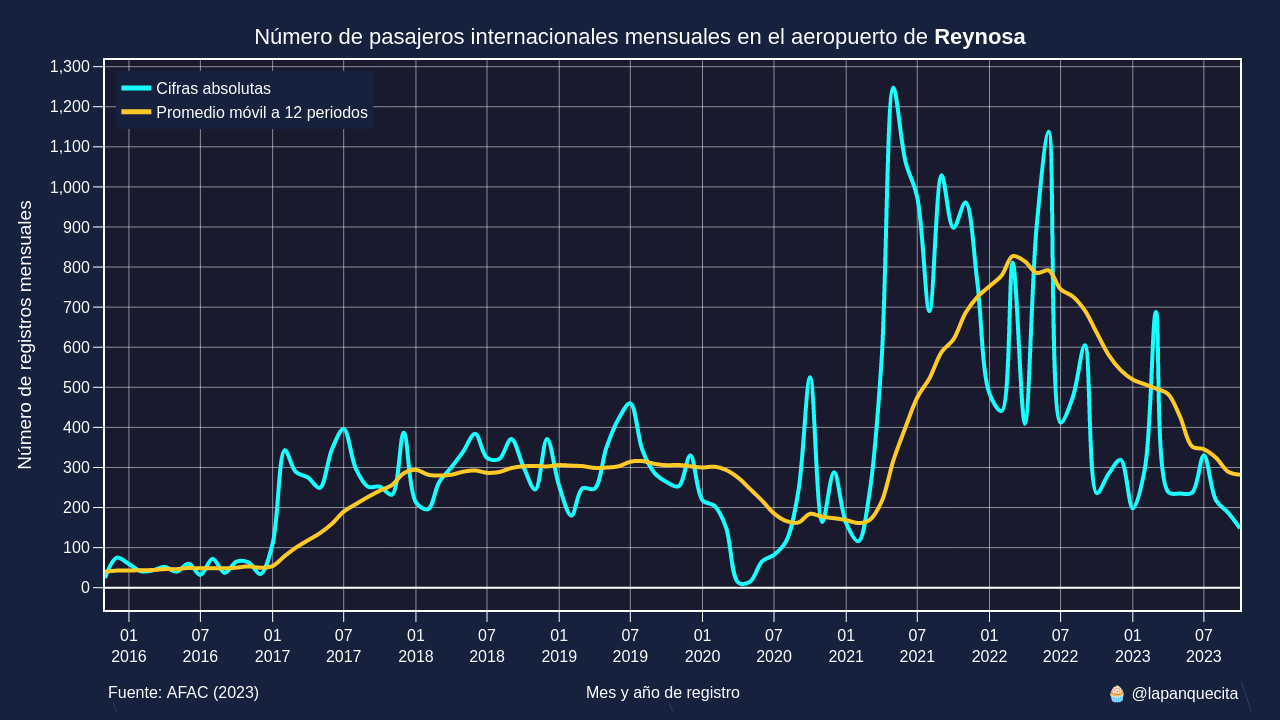 Número de pasajeros internacionales mensuales en el aeropuerto de Reynosa
Cifras absolutas
Promedio móvil a 12 periodos
Número de registros mensuales
1,300
1,200
1,100
1,000
900
800
700
600
500
400
300
200
100
0
01 07 01 07 01 07 01 07 01 07 01 07 01 07 01 07
2016 2016 2017 2017 2018 2018 2019 2019 2020 2020 2021 2021 2022 2022 2023 2023
Fuente: AFAC (2023) Mes y año de registro 🧁 @lapanquecita